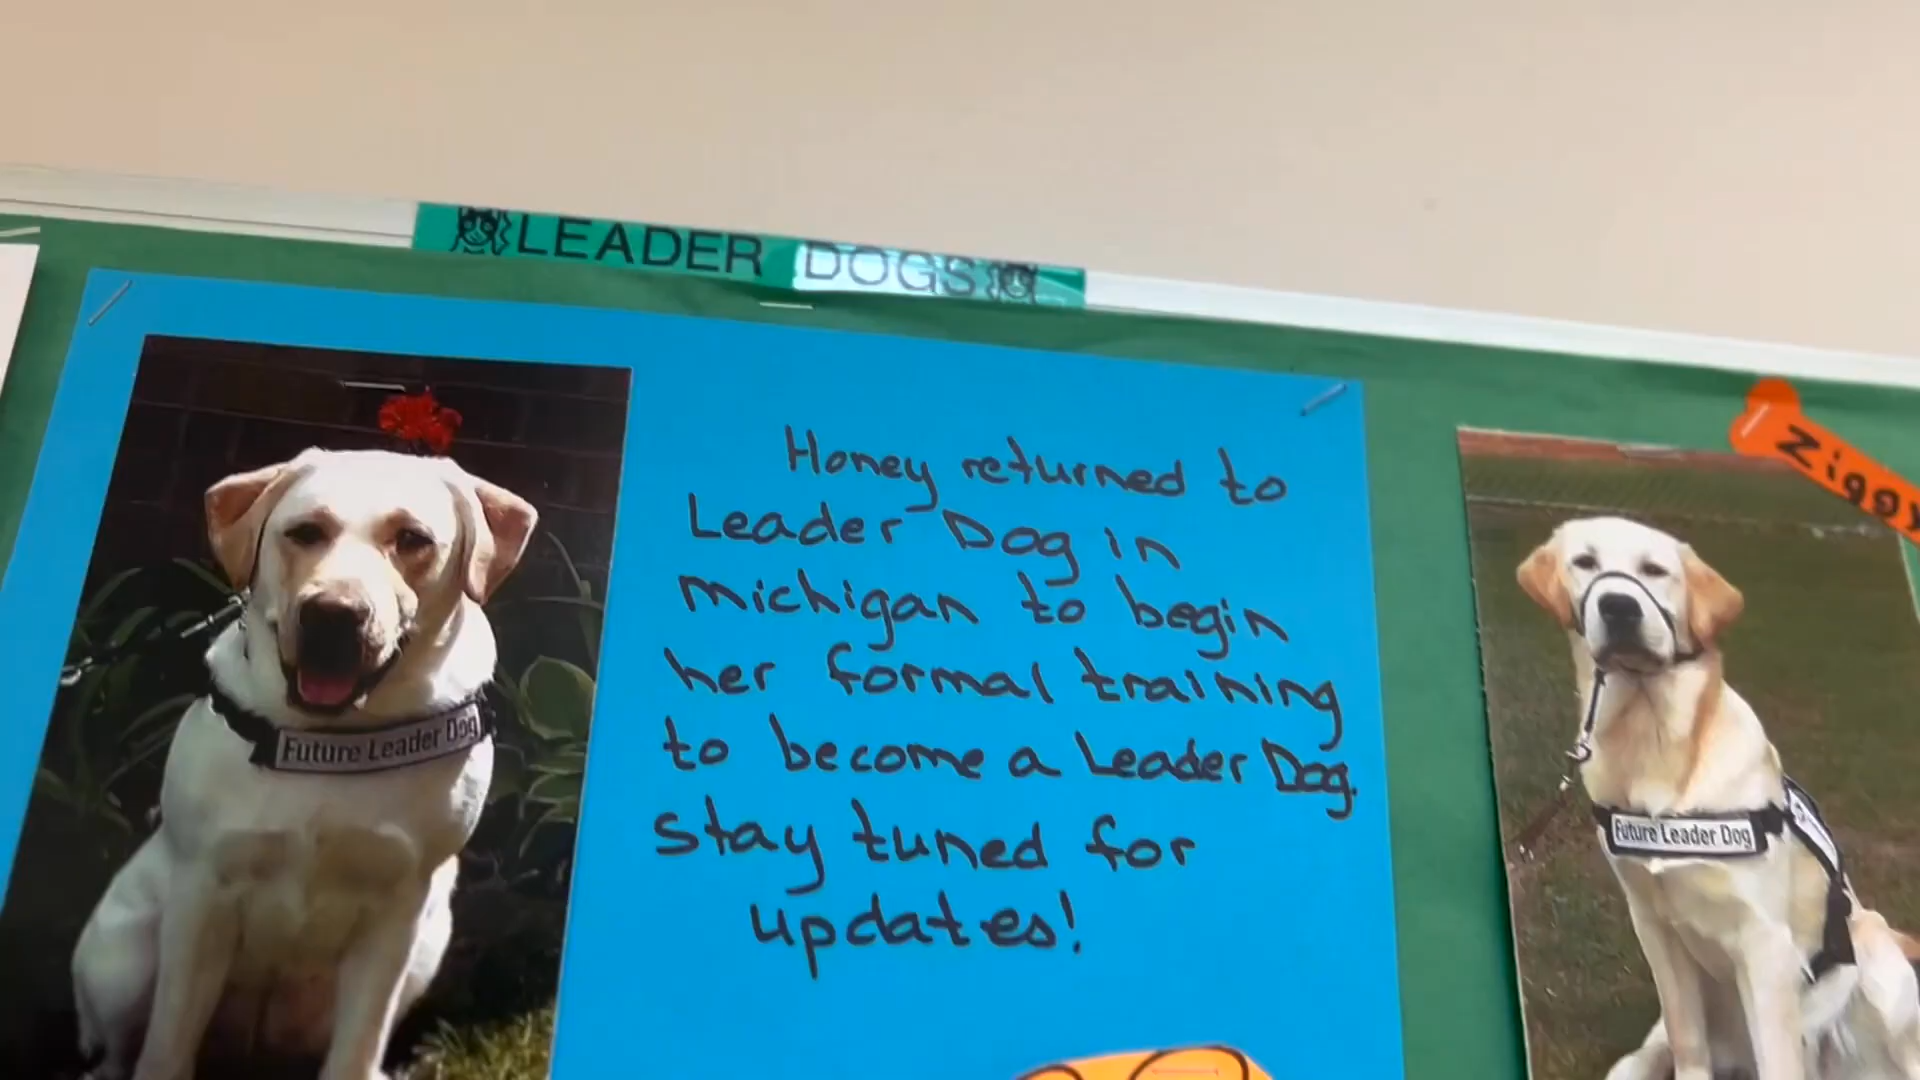 LEADER DOGS
Honey returned to
Leader Dog in
michigan to begin
her formal training
to become a Leader Dog.
stay tuned for
updates!
Future Leader Dog
Ziggy
Future Leader Dog